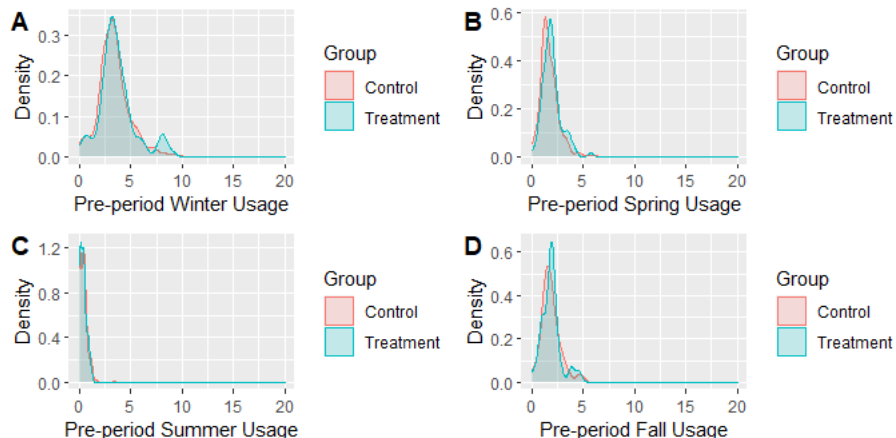 A
Density
0.3
0.2
0.1
0.0
0 5 10 15 20
Pre-period Winter Usage
Group
Control
Treatment
B
Density
0.6
0.4
0.2
0.0
0 5 10 15 20
Pre-period Spring Usage
Group
Control
Treatment
C
Density
1.2
0.8
0.4
0.0
0 5 10 15 20
Pre-period Summer Usage
Group
Control
Treatment
D
Density
0.6
0.4
0.2
0.0
0 5 10 15 20
Pre-period Fall Usage
Group
Control
Treatment